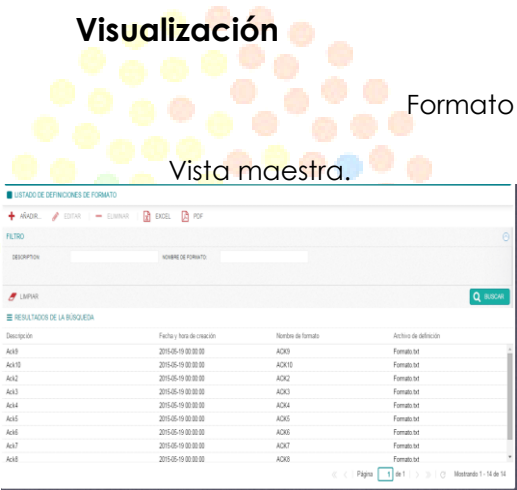 Visualización
Formato
Vista maestra.
LISTADO DE DEFINICIONES DE FORMATO
AÑADIR... EDITAR ELIMINAR EXCEL PDF
FILTRO
DESCRIPTION: NOMBRE DE FORMATO:
LIMPIAR BUSCAR
RESULTADOS DE LA BÚSQUEDA
Descripción Fecha y hora de creación Nombre de formato Archivo de definición
Ack9 2015-05-19 00:00:00 ACK9 Formato.txt
Ack10 2015-05-19 00:00:00 ACK10 Formato.txt
Ack2 2015-05-19 00:00:00 ACK2 Formato.txt
Ack3 2015-05-19 00:00:00 ACK3 Formato.txt
Ack4 2015-05-19 00:00:00 ACK4 Formato.txt
Ack5 2015-05-19 00:00:00 ACK5 Formato.txt
Ack6 2015-05-19 00:00:00 ACK6 Formato.txt
Ack7 2015-05-19 00:00:00 ACK7 Formato.txt
Ack8 2015-05-19 00:00:00 ACK8 Formato.txt
Página 1 de 1 Mostrando 1 - 14 de 14